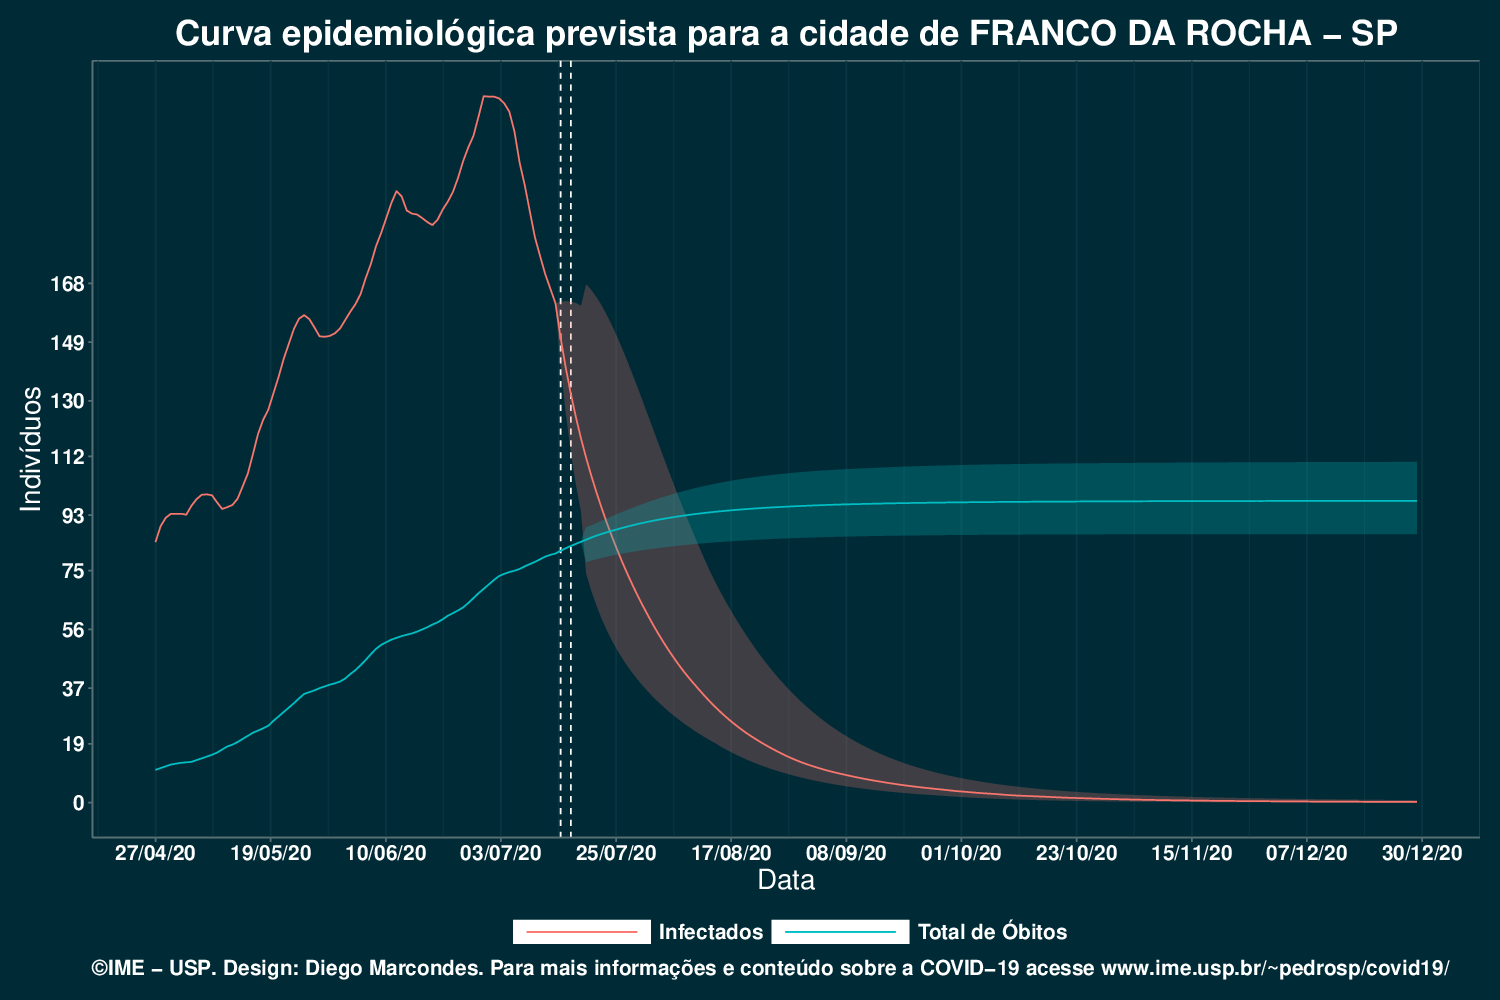 Curva epidemiológica prevista para a cidade de FRANCO DA ROCHA – SP
Indivíduos
168
149
130
112
93
75
56
37
19
0
27/04/20 19/05/20 10/06/20 03/07/20 25/07/20 17/08/20 08/09/20 01/10/20 23/10/20 15/11/20 07/12/20 30/12/20
Data
Infectados Total de Óbitos
©IME – USP. Design: Diego Marcondes. Para mais informações e conteúdo sobre a COVID–19 acesse www.ime.usp.br/~pedrosp/covid19/